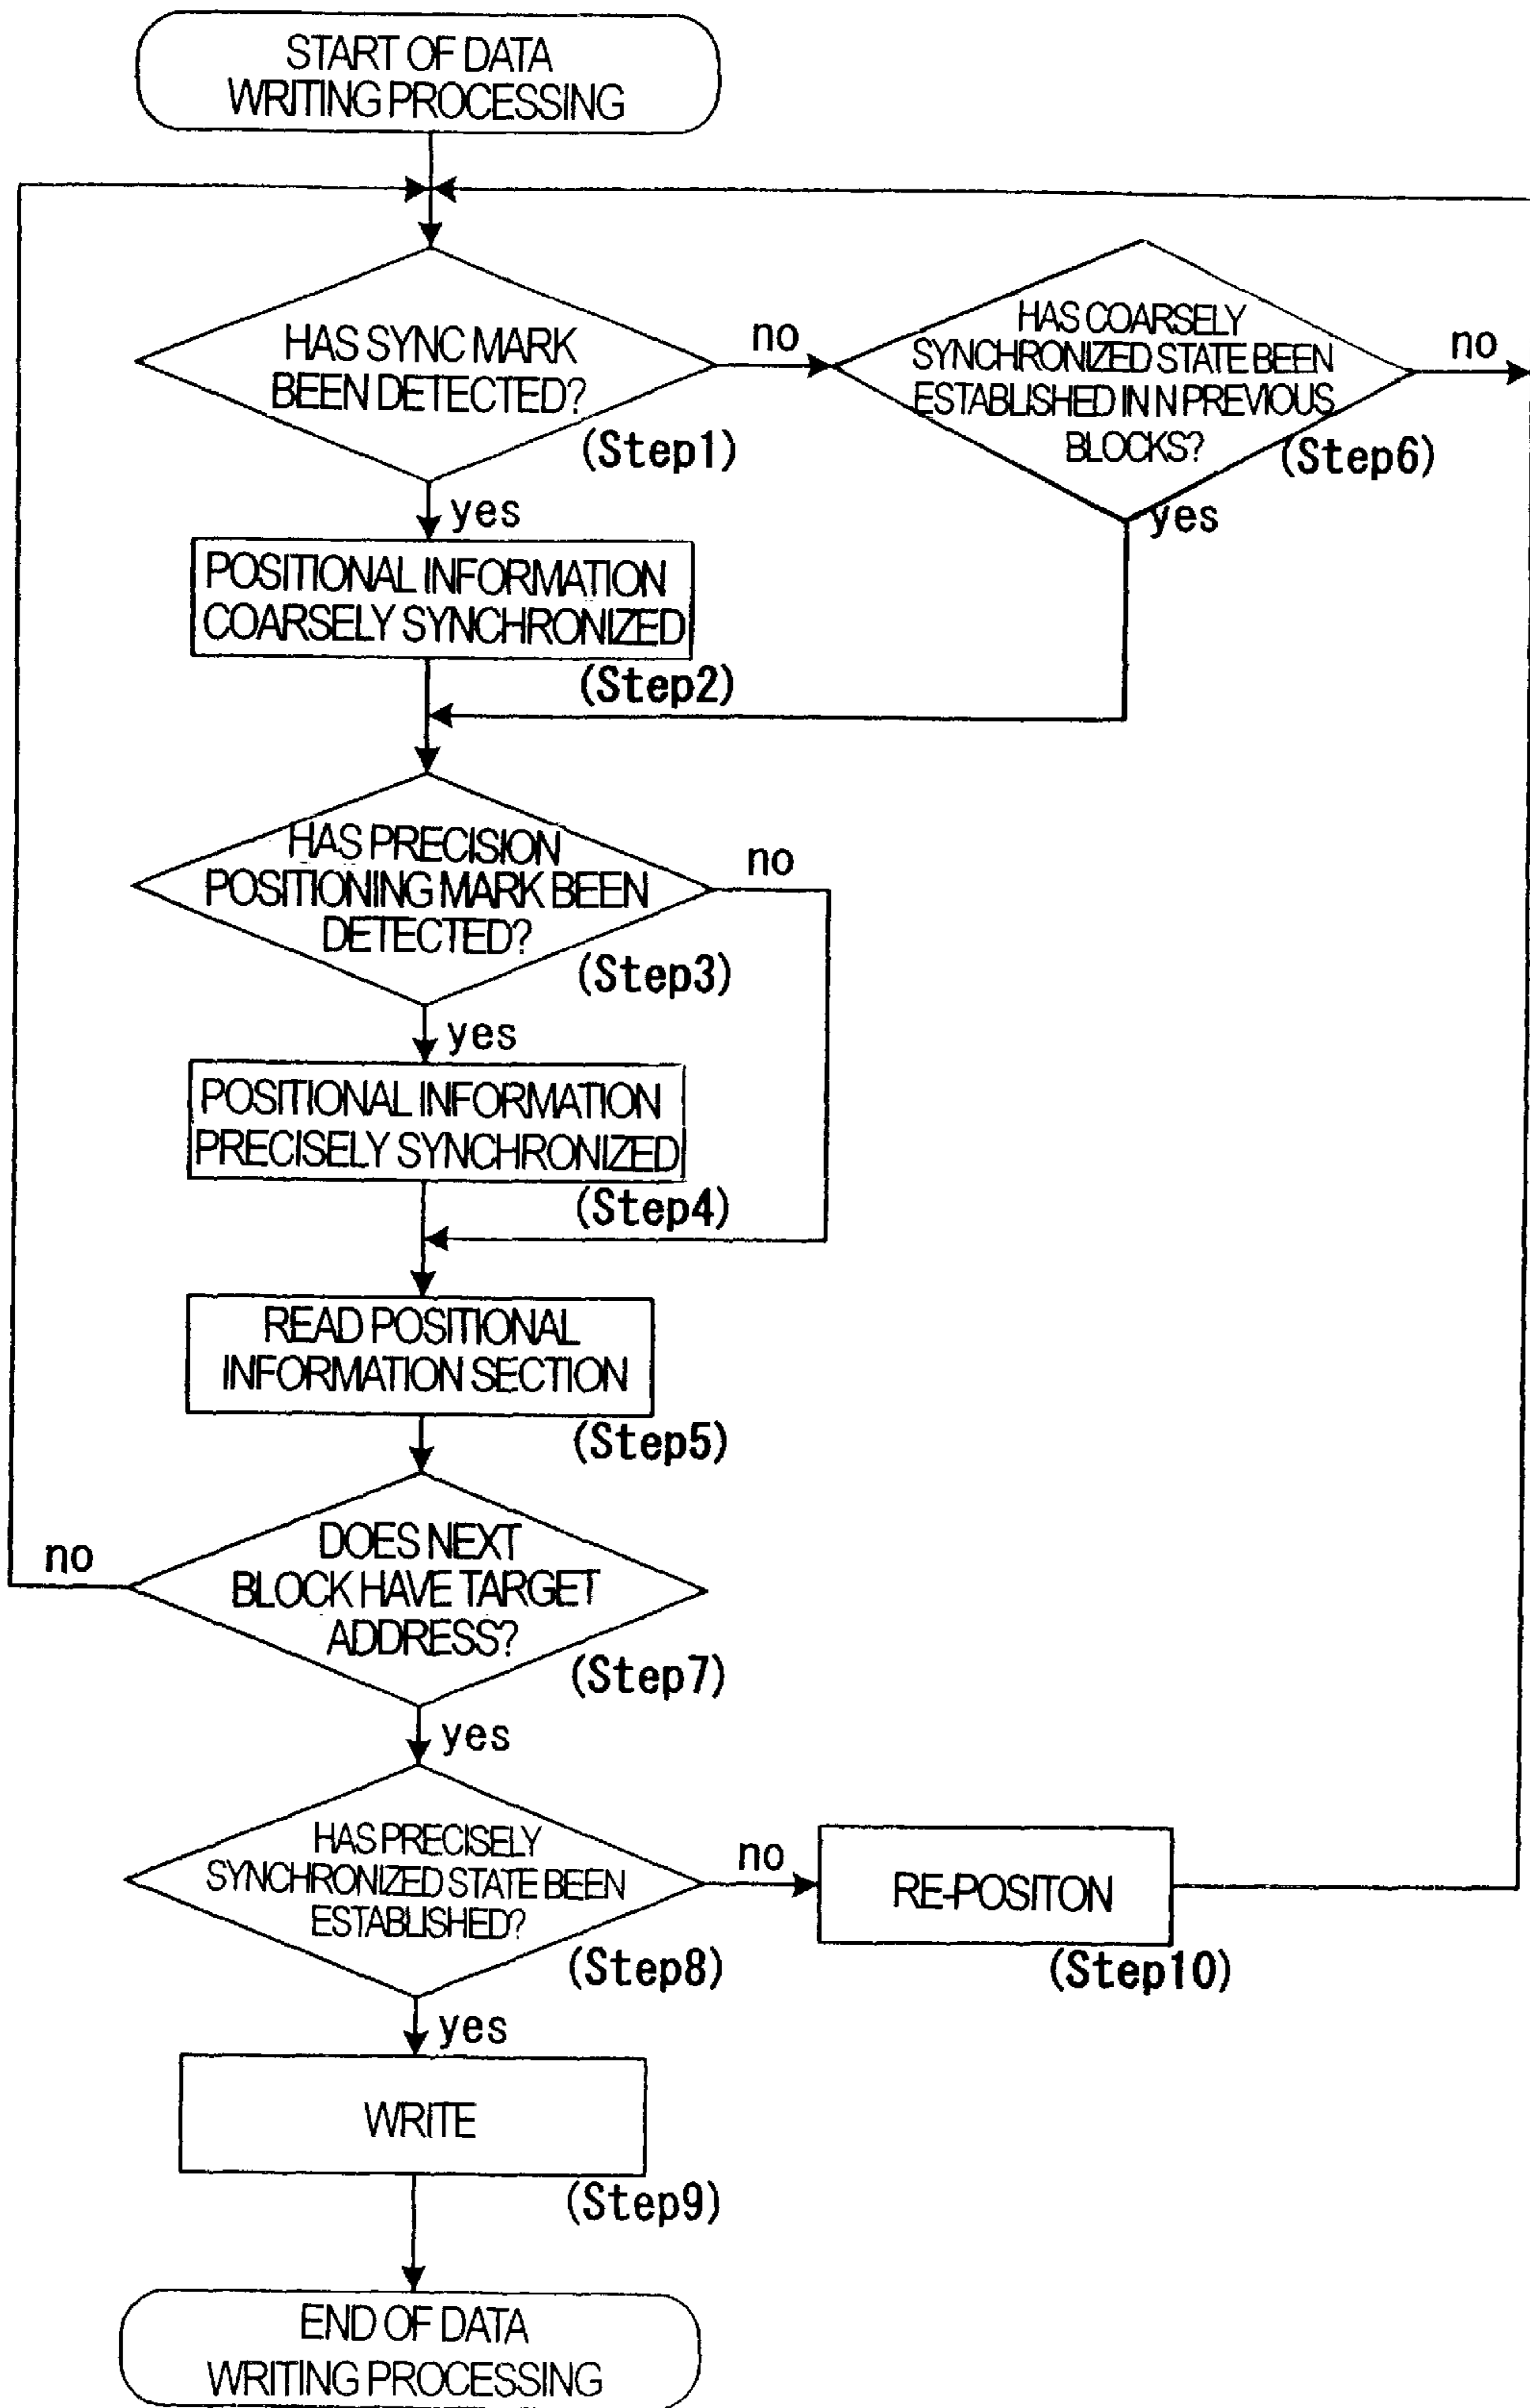 START OF DATA
WRITING PROCESSING
HAS SYNC MARK
BEEN DETECTED?
(Step1)
no
HAS COARSELY
SYNCHRONIZED STATE BEEN
ESTABLISHED IN N PREVIOUS
BLOCKS?
(Step6)
no
yes
yes
POSITIONAL INFORMATION
COARSELY SYNCHRONIZED
(Step2)
HAS PRECISION
POSITIONING MARK BEEN
DETECTED?
(Step3)
no
yes
POSITIONAL INFORMATION
PRECISELY SYNCHRONIZED
(Step4)
READ POSITIONAL
INFORMATION SECTION
(Step5)
DOES NEXT
BLOCK HAVE TARGET
ADDRESS?
(Step7)
no
yes
HAS PRECISELY
SYNCHRONIZED STATE BEEN
ESTABLISHED?
(Step8)
no
RE-POSITON
(Step10)
yes
WRITE
(Step9)
END OF DATA
WRITING PROCESSING